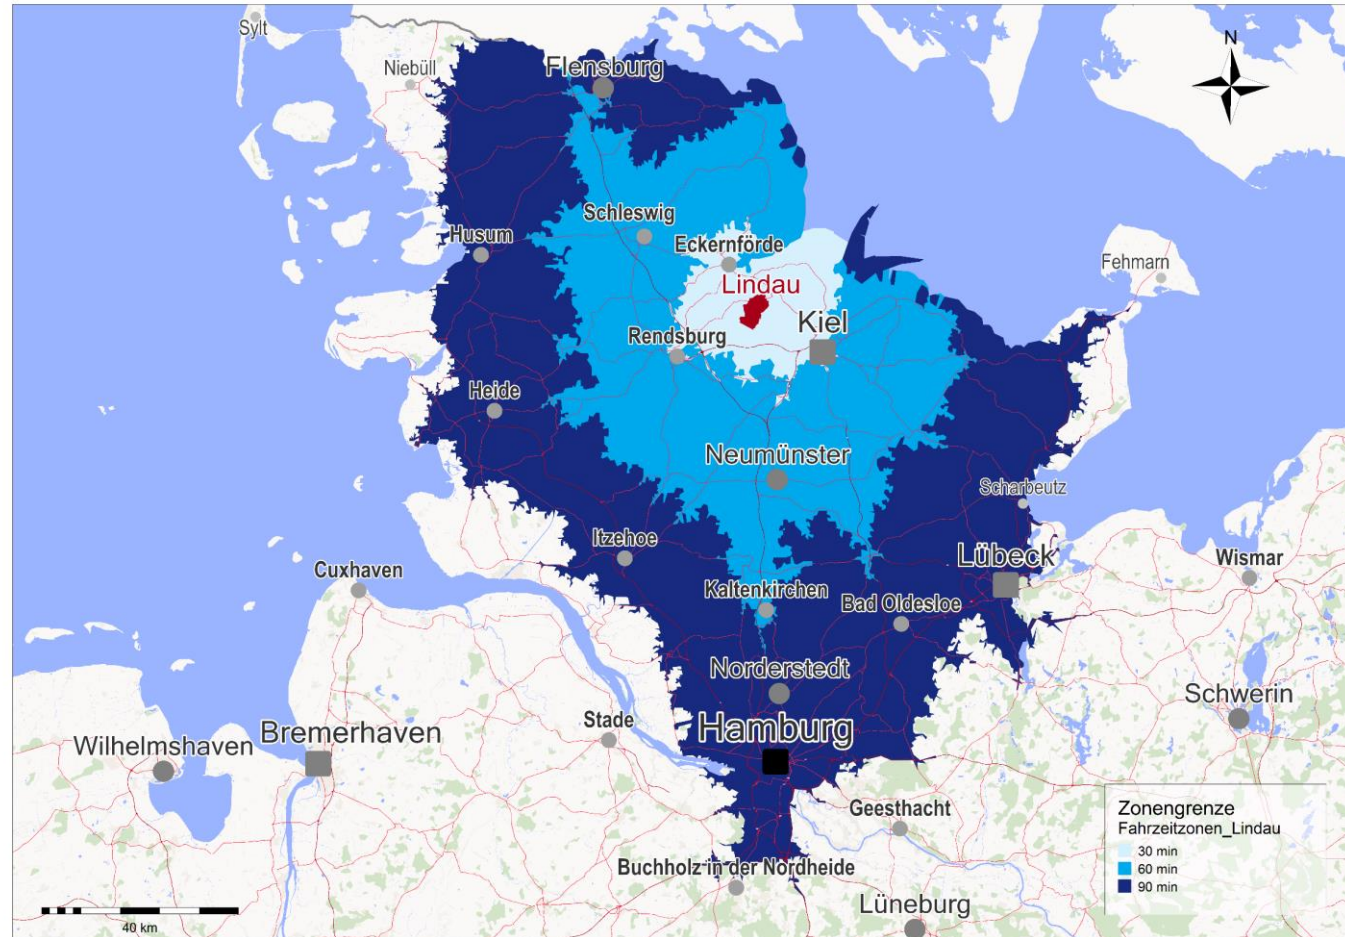 Sylt
N
Niebüll
Flensburg
Schleswig
Husum
Eckernförde
Fehmarn
Lindau
Kiel
Rendsburg
Heide
Neumünster
Scharbeutz
Itzehoe
Lübeck
Wismar
Cuxhaven
Kaltenkirchen
Bad Oldesloe
Norderstedt
Schwerin
Stade
Hamburg
Bremerhaven
Wilhelmshaven
Geesthacht
Zonengrenze
Fahrzeitzonen_Lindau
30 min
60 min
90 min
Buchholz in der Nordheide
Lüneburg
40 km